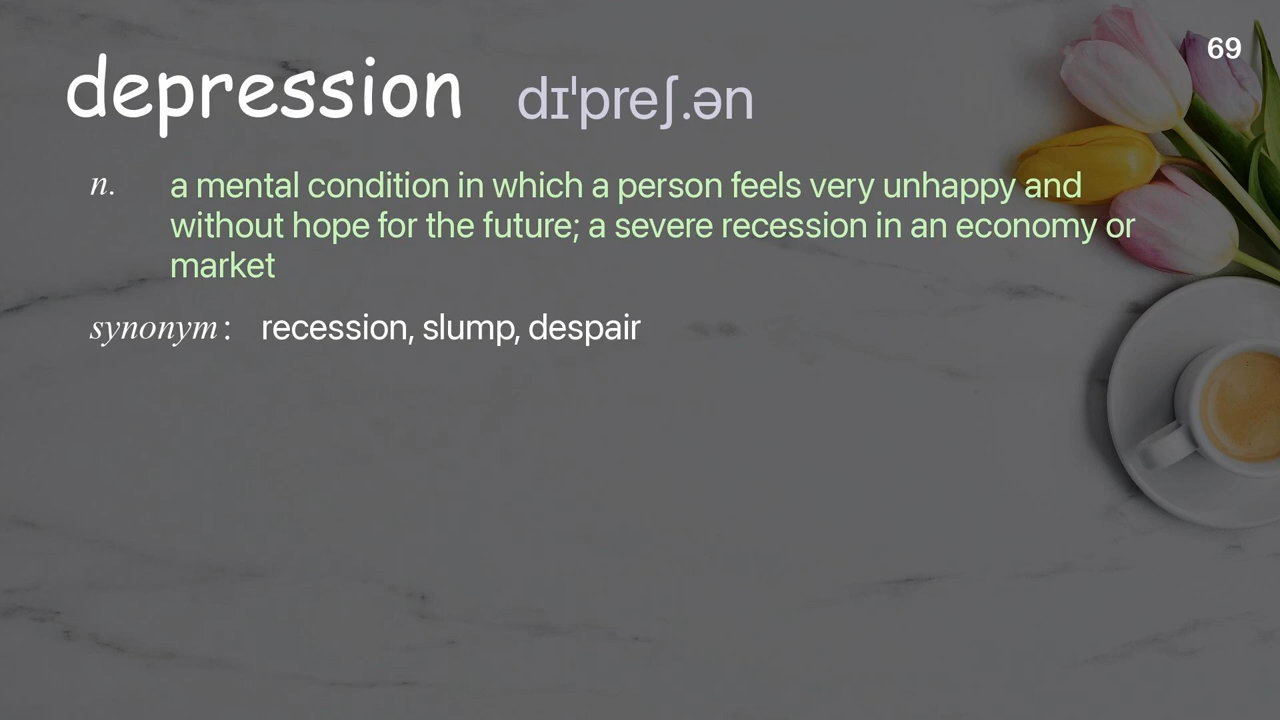 69
depression dɪˈpreʃ.ən
n. a mental condition in which a person feels very unhappy and
without hope for the future; a severe recession in an economy or
market
synonym: recession, slump, despair